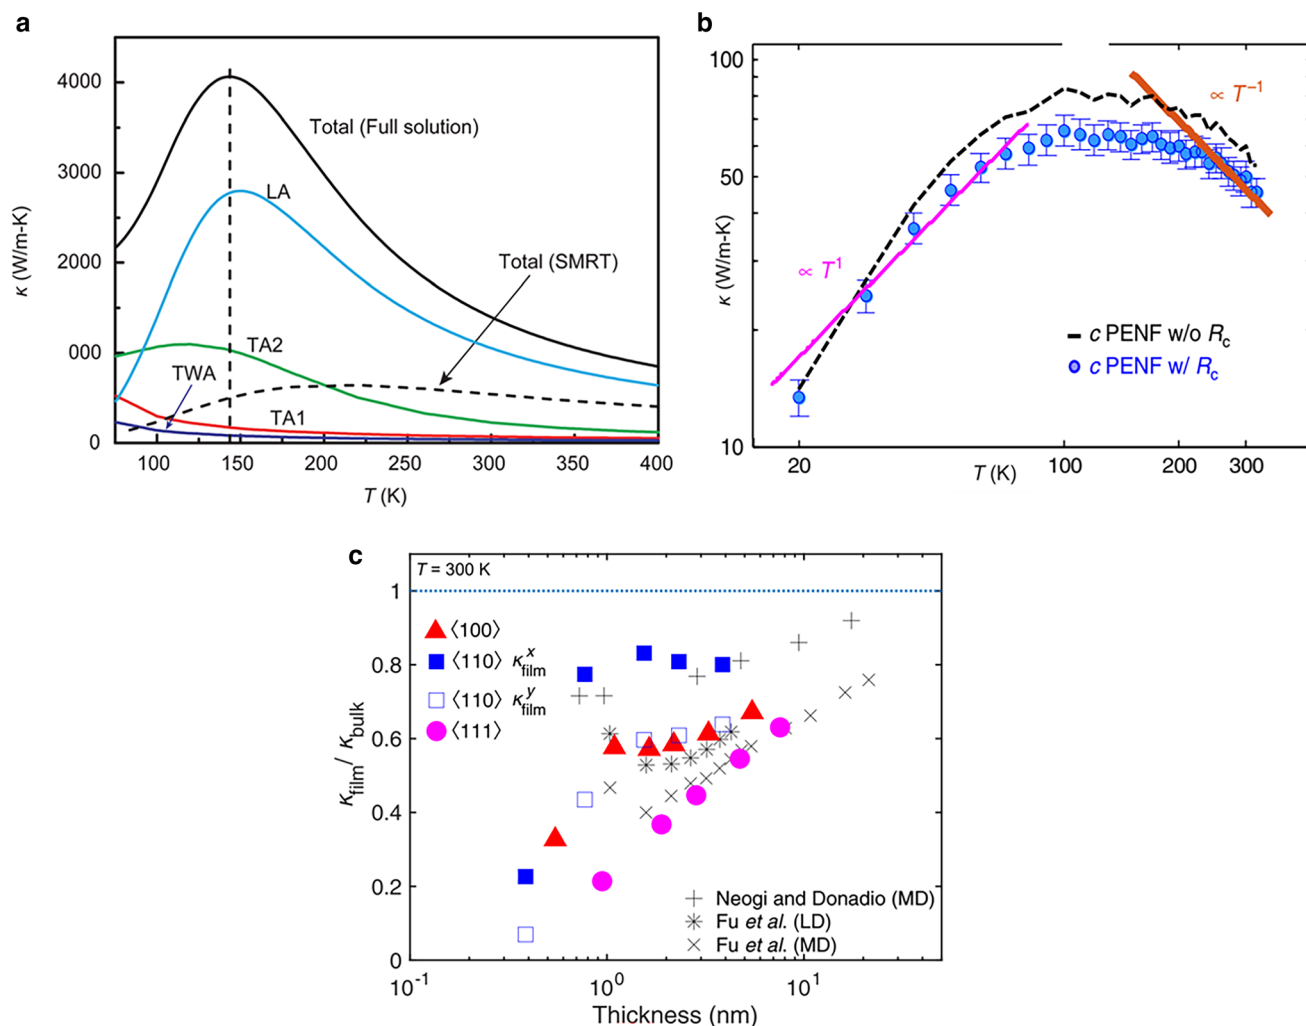 a
4000
3000
2000
000
0
κ (W/m-K)
Total (Full solution)
LA
Total (SMRT)
TA2
TWA
TA1
100
150
200
250
300
350
400
T (K)
b
100
50
10
κ (W/m-K)
∝ T⁻¹
∝ T¹
c PENF w/o Rc
c PENF w/ Rc
20
100
200
300
T (K)
c
T = 300 K
1
0.8
0.6
0.4
0.2
0
κfilm/ κbulk
⟨100⟩
⟨110⟩ κˣfilm
⟨110⟩ κʸfilm
⟨111⟩
Neogi and Donadio (MD)
Fu et al. (LD)
Fu et al. (MD)
10⁻¹
10⁰
10¹
Thickness (nm)